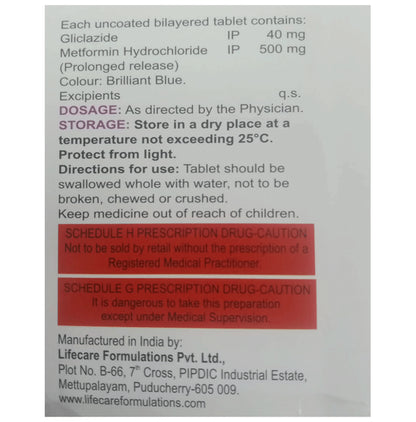 Each uncoated bilayered tablet contains:
Gliclazide IP 40 mg
Metformin Hydrochloride IP 500 mg
(Prolonged release)
Colour: Brilliant Blue.
Excipients q.s.
DOSAGE: As directed by the Physician.
STORAGE: Store in a dry place at a
temperature not exceeding 25°C.
Protect from light.
Directions for use: Tablet should be
swallowed whole with water, not to be
broken, chewed or crushed.
Keep medicine out of reach of children.
SCHEDULE H PRESCRIPTION DRUG-CAUTION
Not to be sold by retail without the prescription of a
Registered Medical Practitioner.
SCHEDULE G PRESCRIPTION DRUG-CAUTION
It is dangerous to take this preparation
except under Medical Supervision.
Manufactured in India by:
Lifecare Formulations Pvt. Ltd.,
Plot No. B-66, 7th Cross, PIPDIC Industrial Estate,
Mettupalayam, Puducherry-605 009.
www.lifecareformulations.com